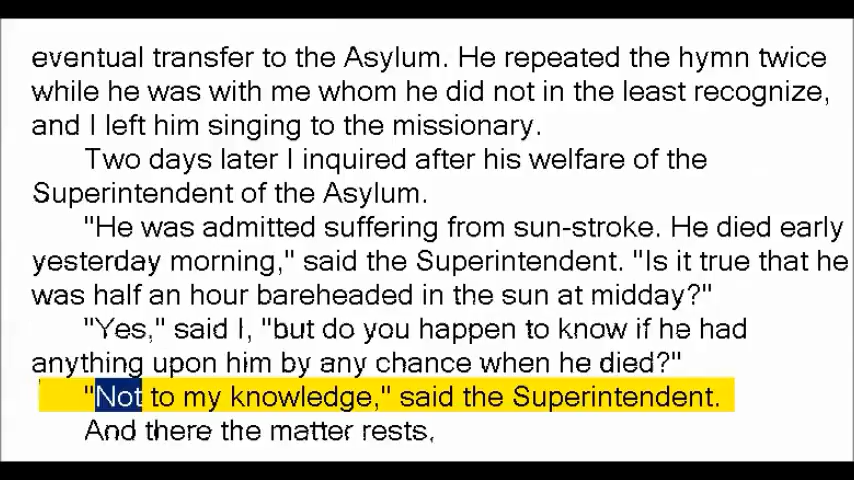 eventual transfer to the Asylum. He repeated the hymn twice
while he was with me whom he did not in the least recognize,
and I left him singing to the missionary.
Two days later I inquired after his welfare of the
Superintendent of the Asylum.
"He was admitted suffering from sun-stroke. He died early
yesterday morning," said the Superintendent. "Is it true that he
was half an hour bareheaded in the sun at midday?"
"Yes," said I, "but do you happen to know if he had
anything upon him by any chance when he died?"
"Not to my knowledge," said the Superintendent.
And there the matter rests.